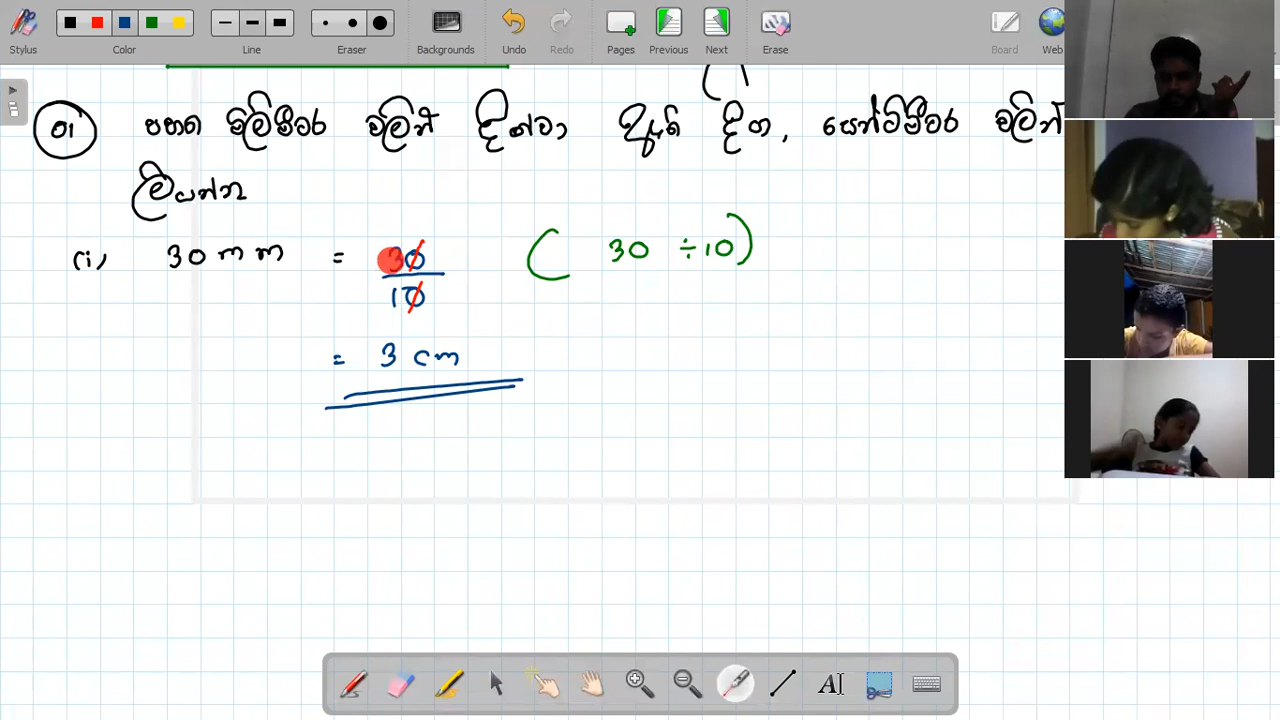 Stylus Color Line Eraser Backgrounds Undo Redo Pages Previous Next Erase Board Web
01 පහත මිලිමීටර වලින් දක්වා ඇති දිග, සෙන්ටිමීටර වලින්
ලියන්න
(i) 30 mm = 30/10 ( 30 ÷10)
= 3 cm